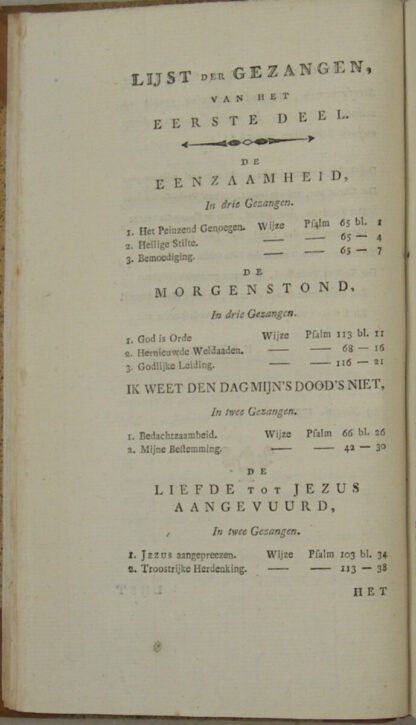 LIJST DER GEZANGEN,
VAN HET
EERSTE DEEL.
DE
EENZAAMHEID,
In drie Gezangen.
1. Het Peinzend Genoegen. Wijze Pſalm 65 bl. 1
2. Heilige Stilte. — — 65 — 4
3. Bemoediging. — — 65 — 7
DE
MORGENSTOND,
In drie Gezangen.
1. God is Orde Wijze Pſalm 113 bl. 11
2. Hernieuwde Weldaaden. — — 68 — 16
3. Godlijke Leiding. — — 116 — 21
IK WEET DEN DAG MIJN'S DOOD'S NIET,
In twee Gezangen.
1. Bedachtzaamheid. Wijze Pſalm 66 bl. 26
2. Mijne Beſtemming. — — 42 — 30
DE
LIEFDE TOT JEZUS
AANGEVUURD,
In twee Gezangen.
1. JEZUS aangepreezen. Wijze Pſalm 103 bl. 34
2. Troostrijke Herdenking. — — 113 — 38
HET